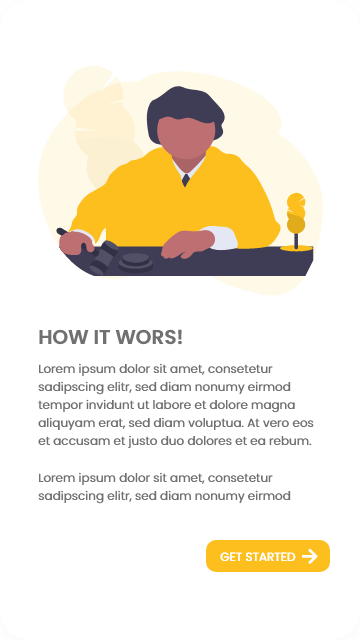 HOW IT WORS!
Lorem ipsum dolor sit amet, consetetur
sadipscing elitr, sed diam nonumy eirmod
tempor invidunt ut labore et dolore magna
aliquyam erat, sed diam voluptua. At vero eos
et accusam et justo duo dolores et ea rebum.
Lorem ipsum dolor sit amet, consetetur
sadipscing elitr, sed diam nonumy eirmod
GET STARTED